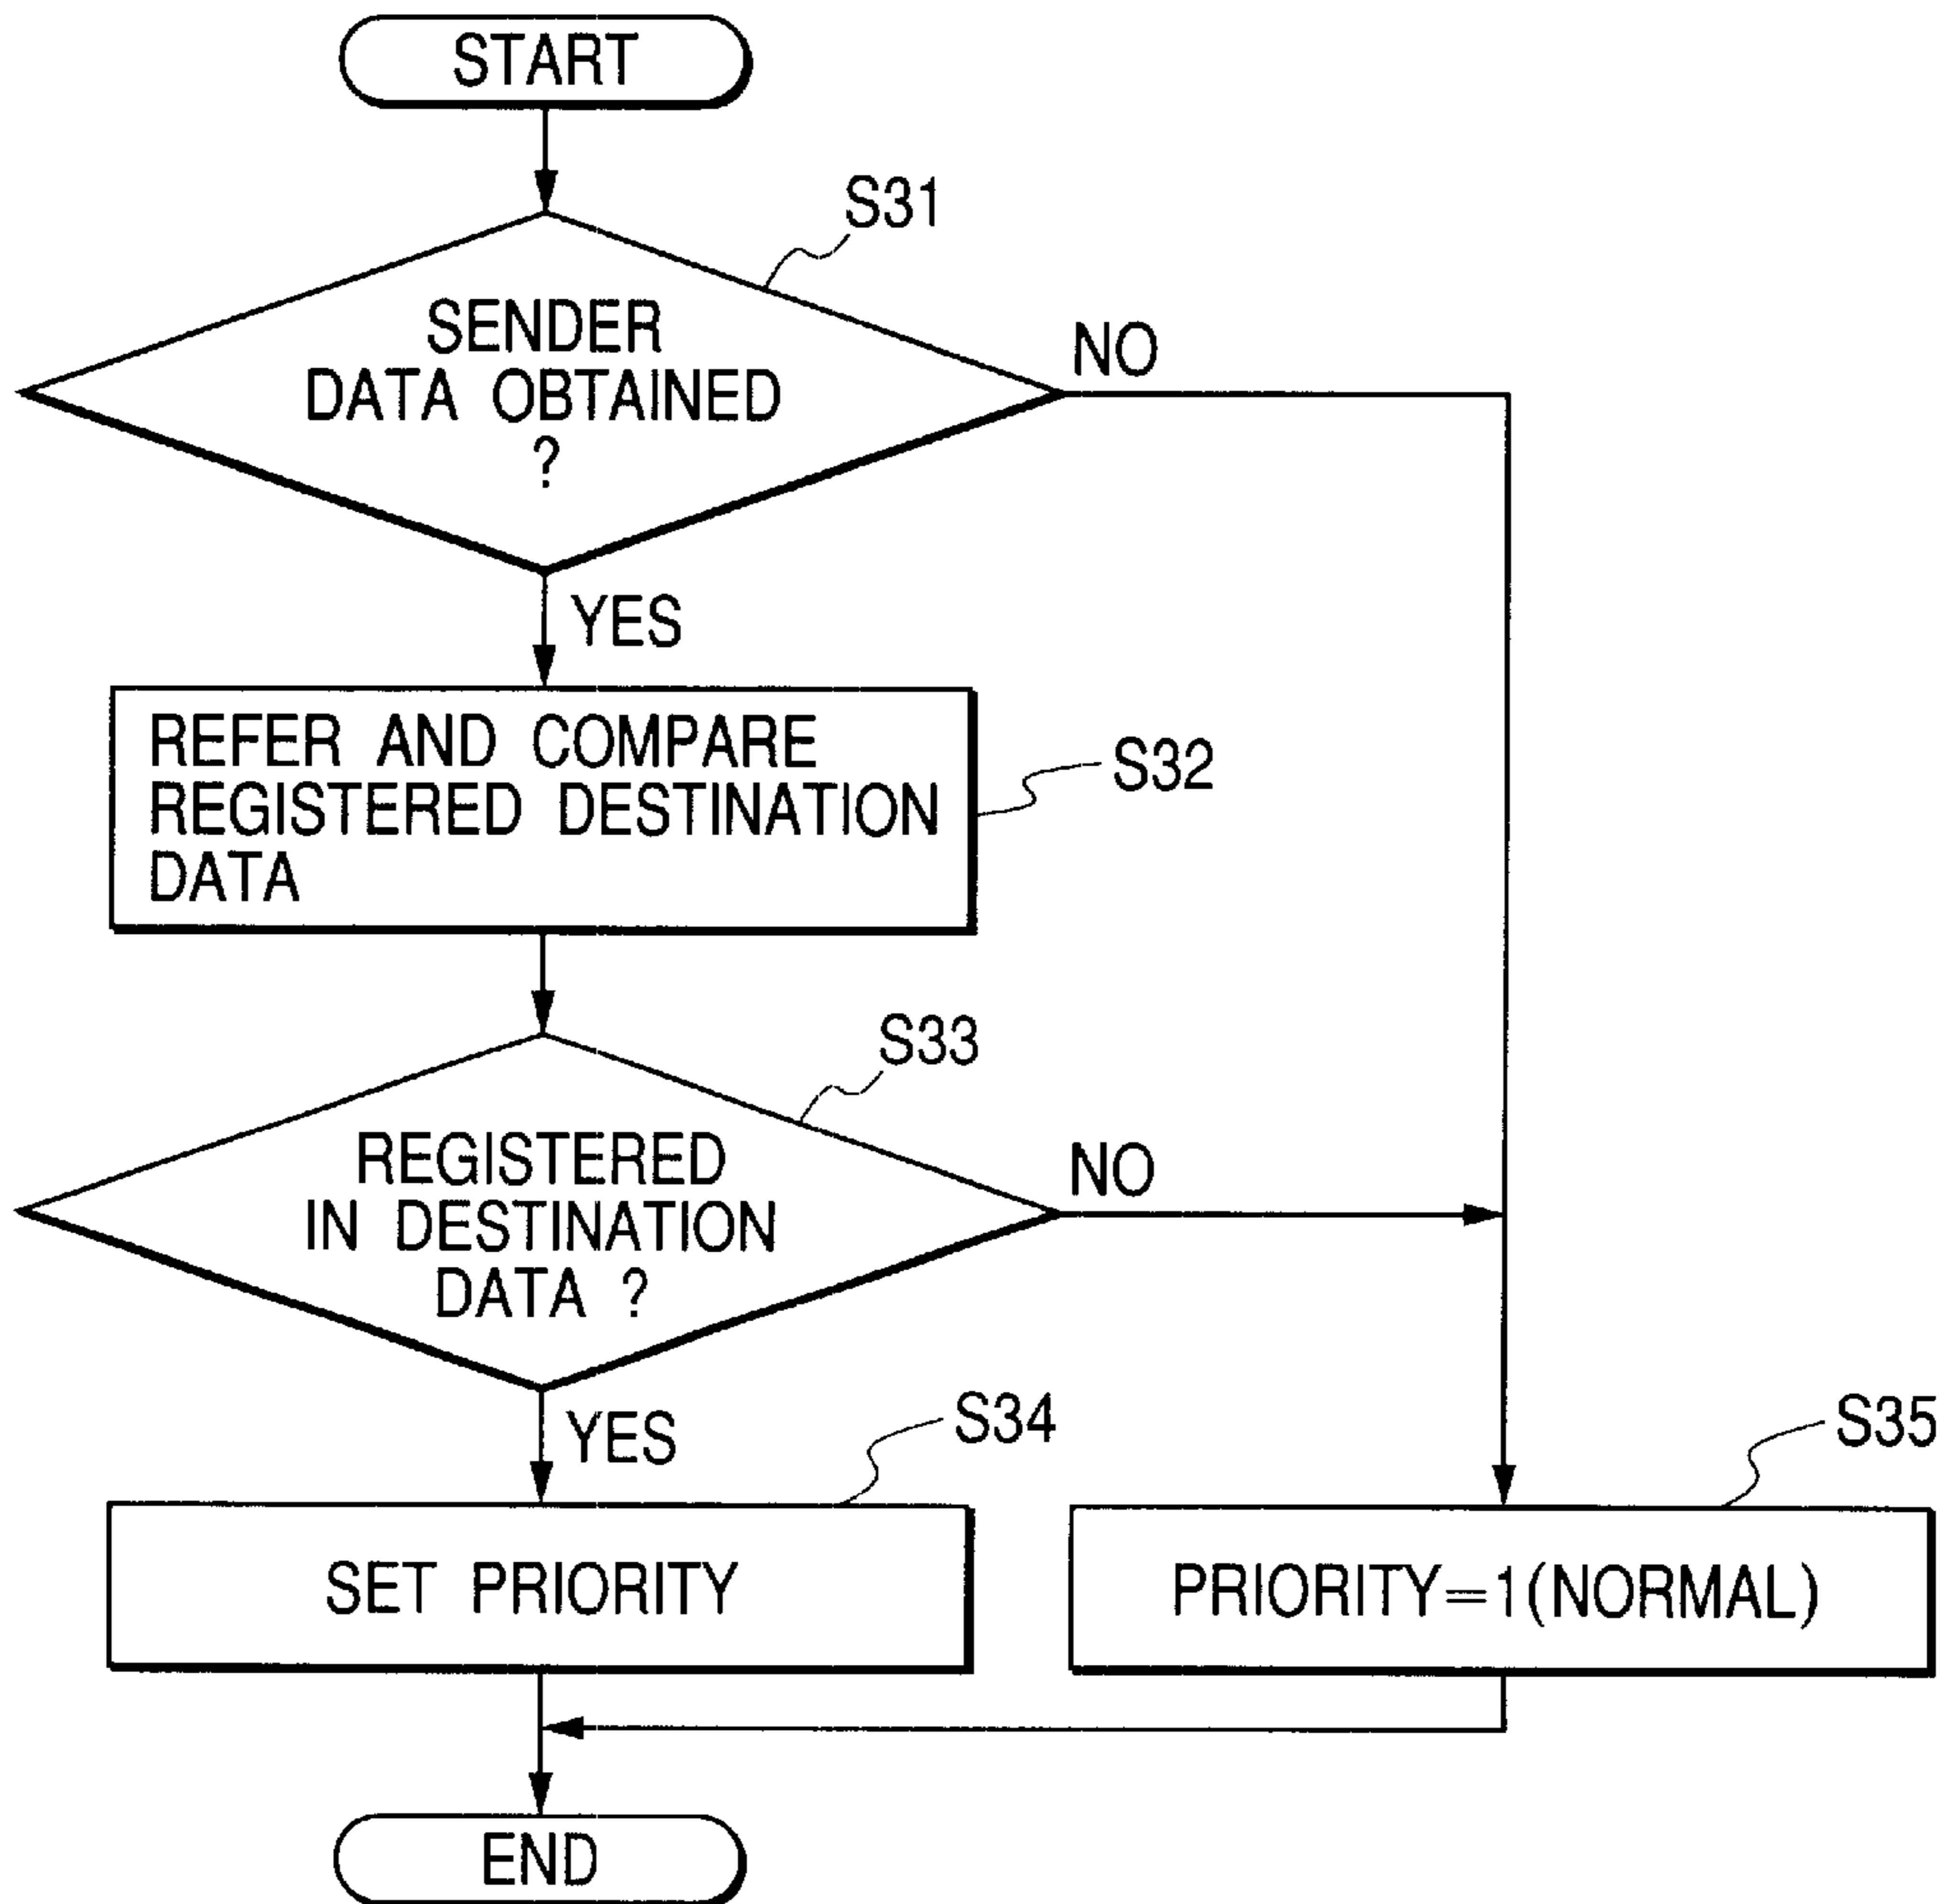 START
S31
SENDER
DATA OBTAINED
?
NO
YES
REFER AND COMPARE
REGISTERED DESTINATION
DATA
S32
S33
REGISTERED
IN DESTINATION
DATA ?
NO
YES
S34
SET PRIORITY
S35
PRIORITY=1(NORMAL)
END